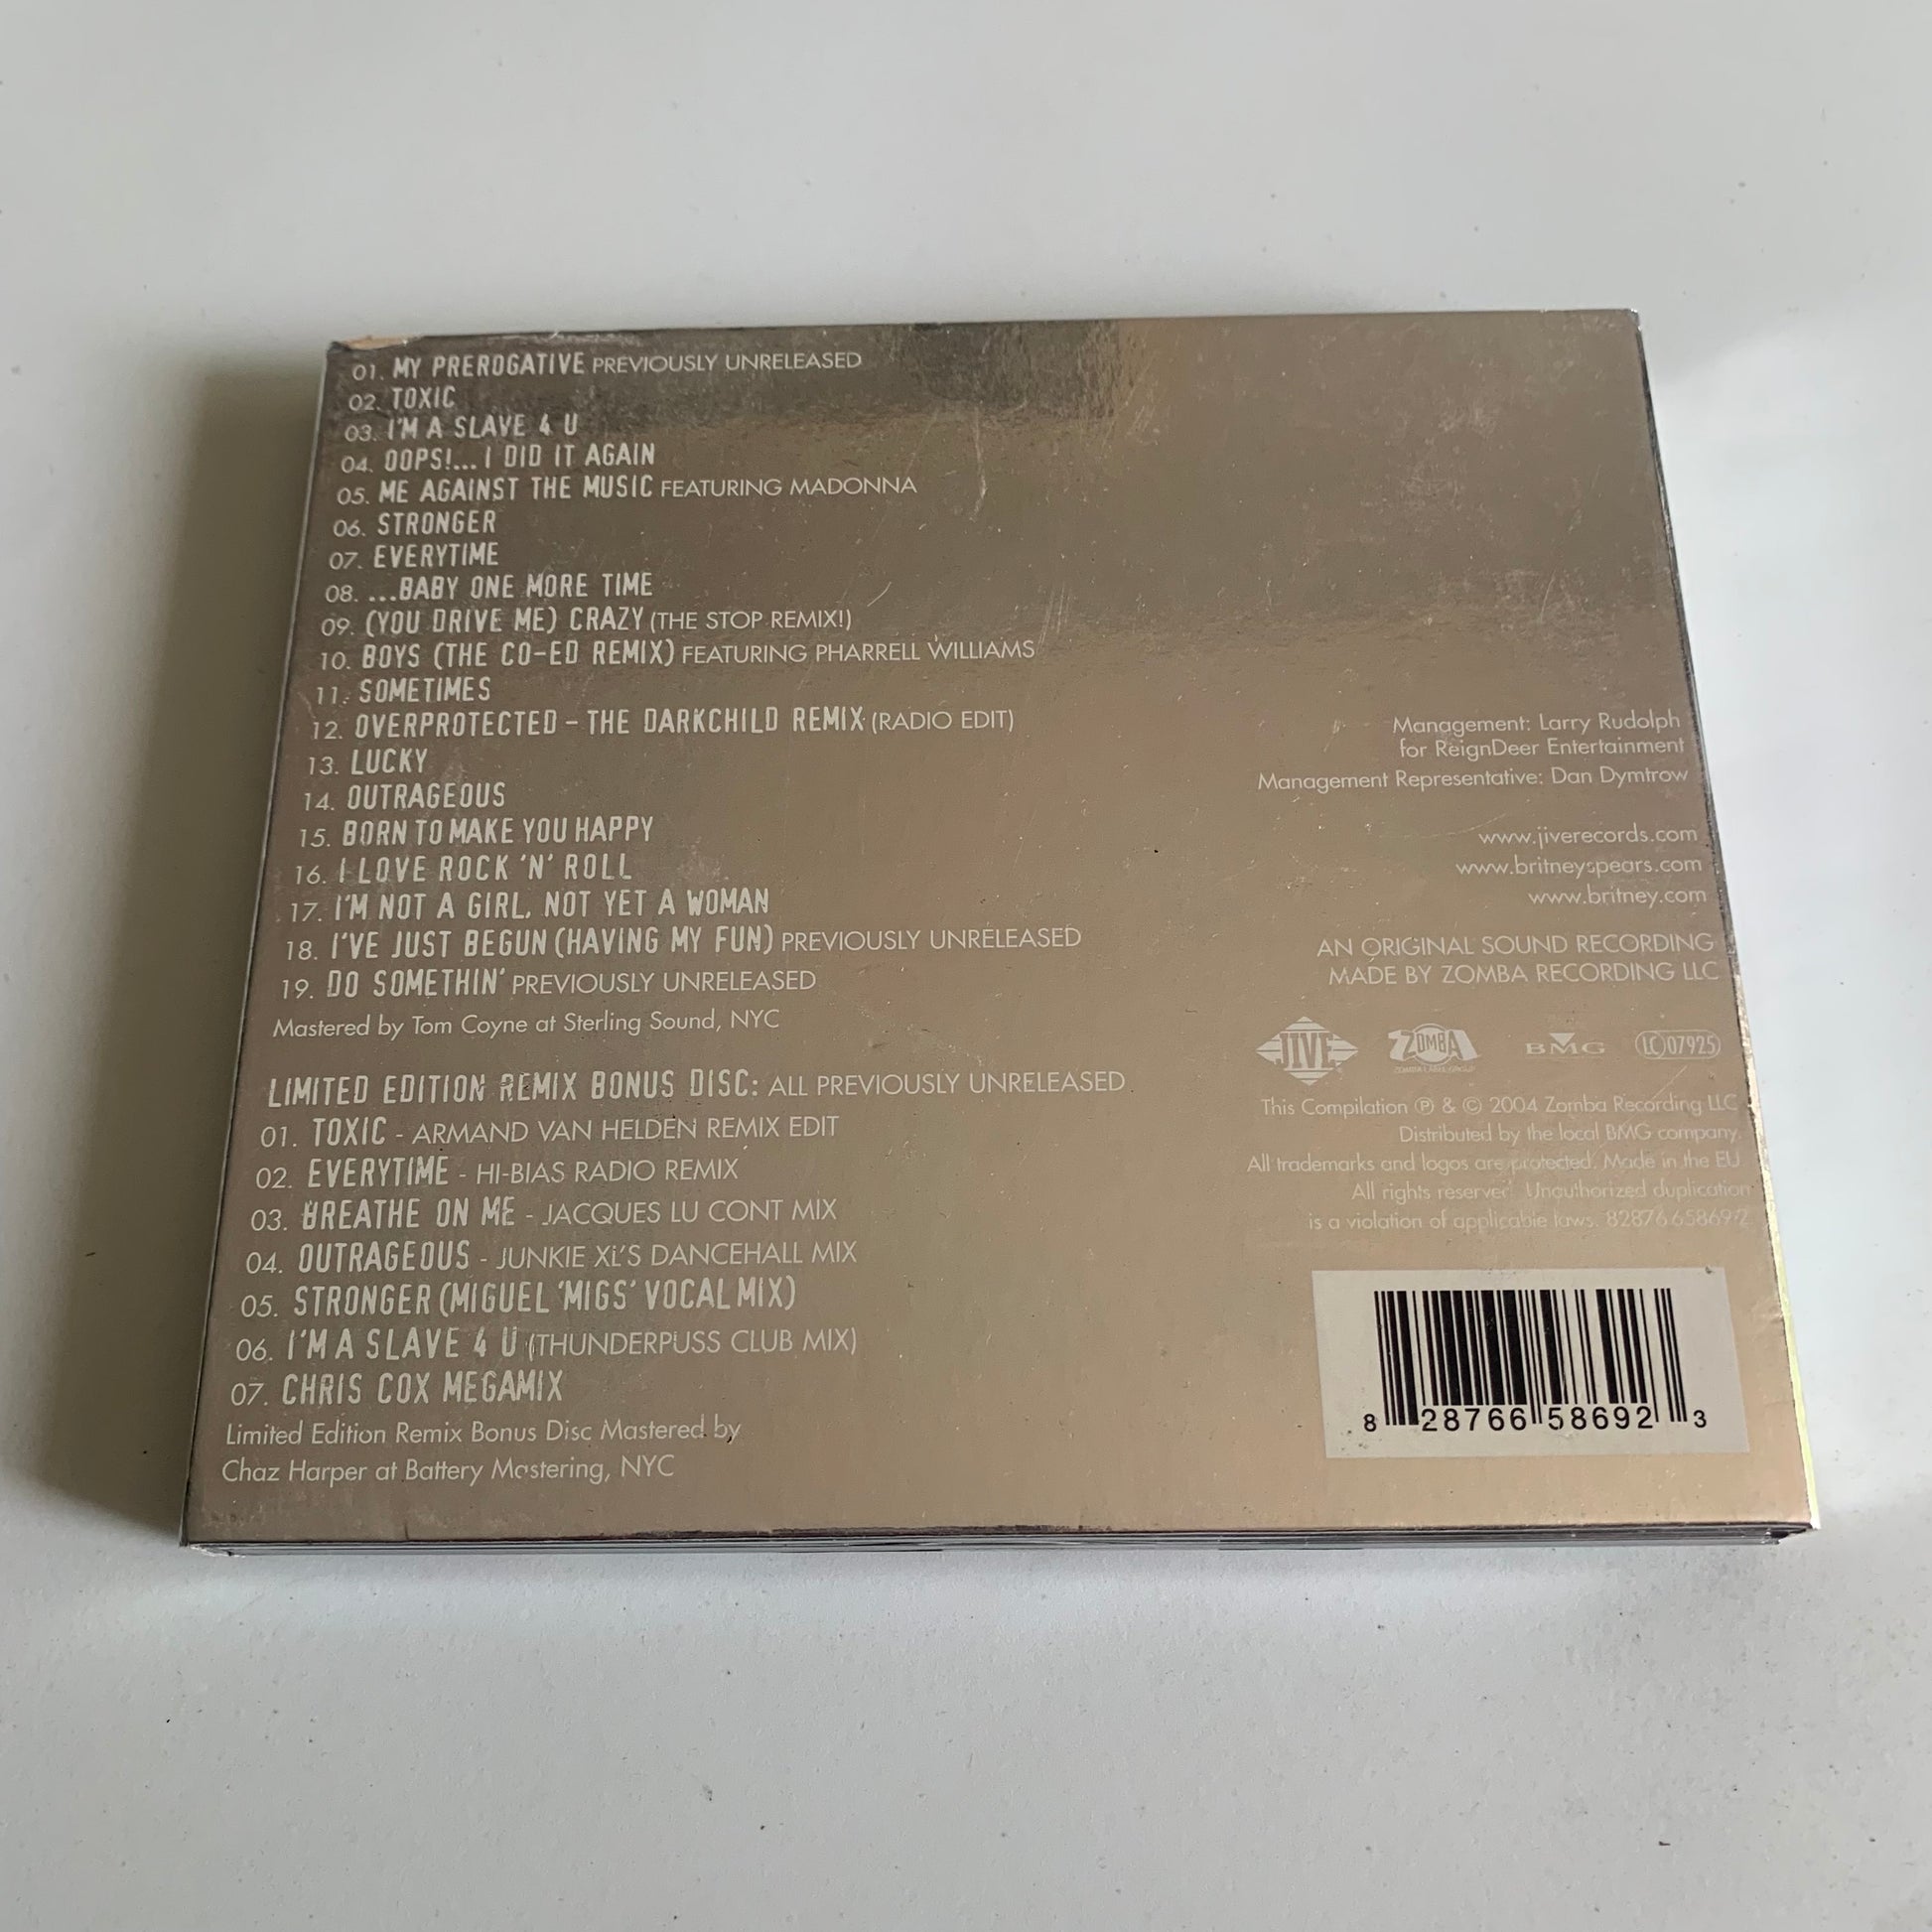 01. MY PREROGATIVE PREVIOUSLY UNRELEASED
02. TOXIC
03. I'M A SLAVE 4 U
04. OOPS!... I DID IT AGAIN
05. ME AGAINST THE MUSIC FEATURING MADONNA
06. STRONGER
07. EVERYTIME
08. ...BABY ONE MORE TIME
09. (YOU DRIVE ME) CRAZY (THE STOP REMIX!)
10. BOYS (THE CO-ED REMIX) FEATURING PHARRELL WILLIAMS
11. SOMETIMES
12. OVERPROTECTED – THE DARKCHILD REMIX (RADIO EDIT)
13. LUCKY
14. OUTRAGEOUS
15. BORN TO MAKE YOU HAPPY
16. I LOVE ROCK 'N' ROLL
17. I'M NOT A GIRL, NOT YET A WOMAN
18. I'VE JUST BEGUN (HAVING MY FUN) PREVIOUSLY UNRELEASED
19. DO SOMETHIN' PREVIOUSLY UNRELEASED
Mastered by Tom Coyne at Sterling Sound, NYC
LIMITED EDITION REMIX BONUS DISC: ALL PREVIOUSLY UNRELEASED
01. TOXIC - ARMAND VAN HELDEN REMIX EDIT
02. EVERYTIME - HI-BIAS RADIO REMIX
03. BREATHE ON ME - JACQUES LU CONT MIX
04. OUTRAGEOUS - JUNKIE XL'S DANCEHALL MIX
05. STRONGER (MIGUEL 'MIGS' VOCAL MIX)
06. I'M A SLAVE 4 U (THUNDERPUSS CLUB MIX)
07. CHRIS COX MEGAMIX
Limited Edition Remix Bonus Disc Mastered by
Chaz Harper at Battery Mastering, NYC
Management: Larry Rudolph
for ReignDeer Entertainment
Management Representative: Dan Dymtrow
www.jiverecords.com
www.britneyspears.com
www.britney.com
AN ORIGINAL SOUND RECORDING
MADE BY ZOMBA RECORDING LLC
JIVE ZOMBA BMG LC 07925
ZOMBA LABEL GROUP
This Compilation ℗ & © 2004 Zomba Recording LLC
Distributed by the local BMG company.
All trademarks and logos are protected. Made in the EU.
All rights reserved. Unauthorized duplication
is a violation of applicable laws. 82876 65869-2
8 28766 58692 3